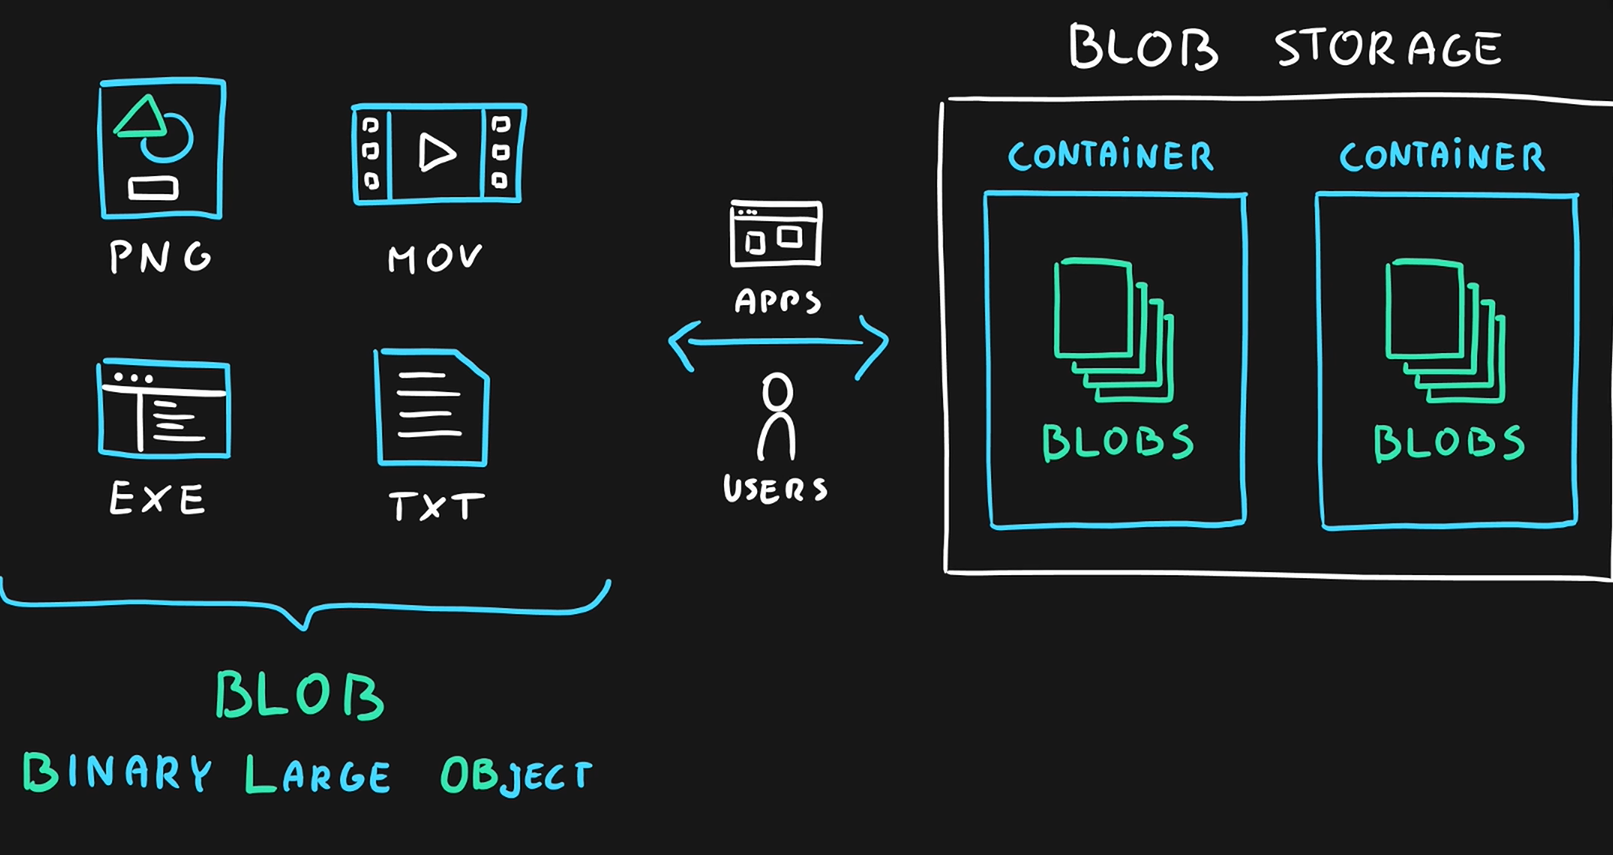 BLOB STORAGE
CONTAiNER
CONTAiNER
PNG
MOV
APPS
EXE
TXT
USERS
BLOBS
BLOBS
BLOB
BINARY LARGE OBJECT